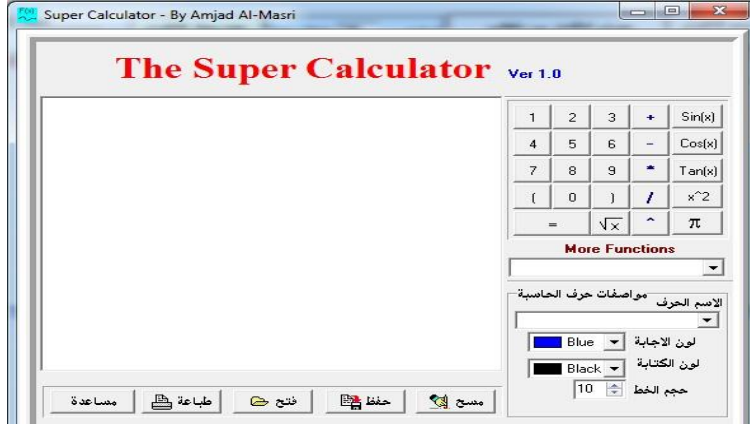 Super Calculator - By Amjad Al-Masri
The Super Calculator Ver 1.0
1 2 3 + Sin(x)
4 5 6 - Cos(x)
7 8 9 * Tan(x)
( 0 ) / x^2
= √x ^ π
More Functions
مواصفات حرف الحاسبة
الاسم الحرف
لون الاجابة Blue
لون الكتابة Black
حجم الخط 10
مسح حفظ فتح طباعة مساعدة